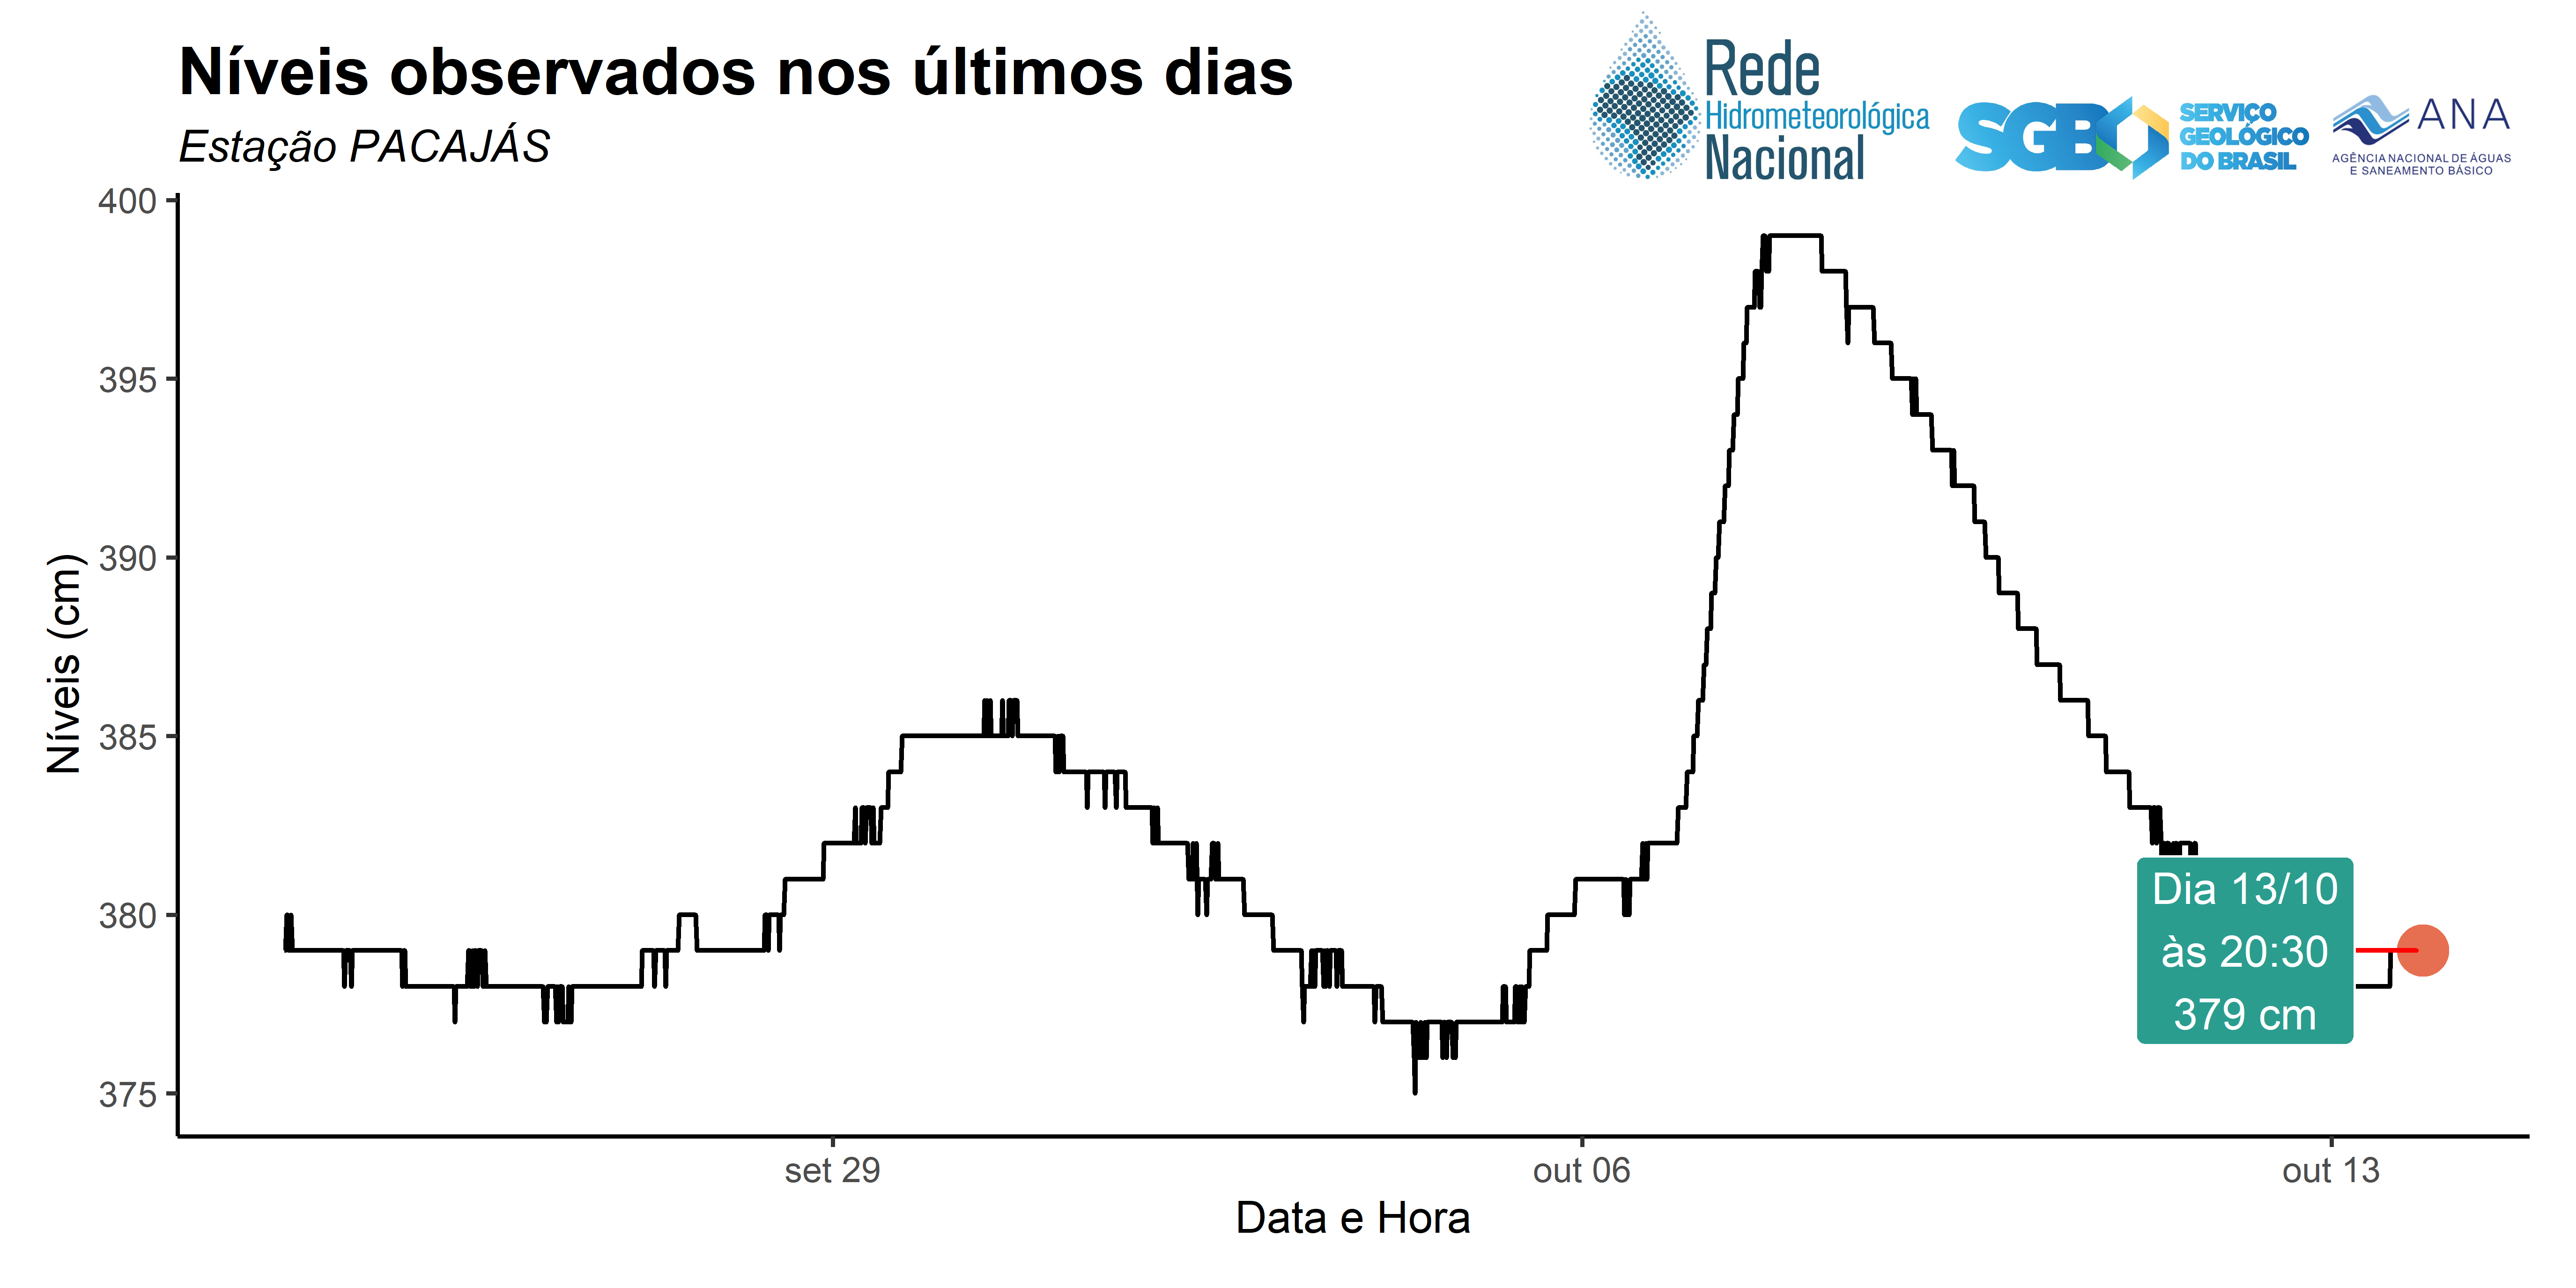 Níveis observados nos últimos dias
Estação PACAJÁS
Rede
Hidrometeorológica
Nacional
SGB
SERVIÇO
GEOLÓGICO
DO BRASIL
ANA
AGÊNCIA NACIONAL DE ÁGUAS
E SANEAMENTO BÁSICO
400
395
390
385
380
375
Níveis (cm)
Dia 13/10
às 20:30
379 cm
set 29
out 06
out 13
Data e Hora